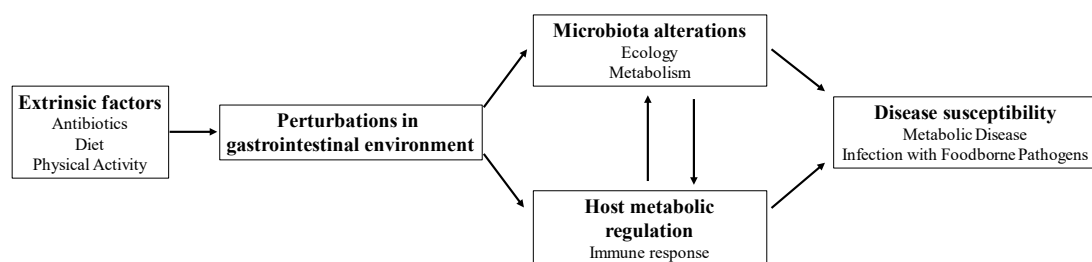 Extrinsic factors
Antibiotics
Diet
Physical Activity
Perturbations in
gastrointestinal environment
Microbiota alterations
Ecology
Metabolism
Host metabolic
regulation
Immune response
Disease susceptibility
Metabolic Disease
Infection with Foodborne Pathogens